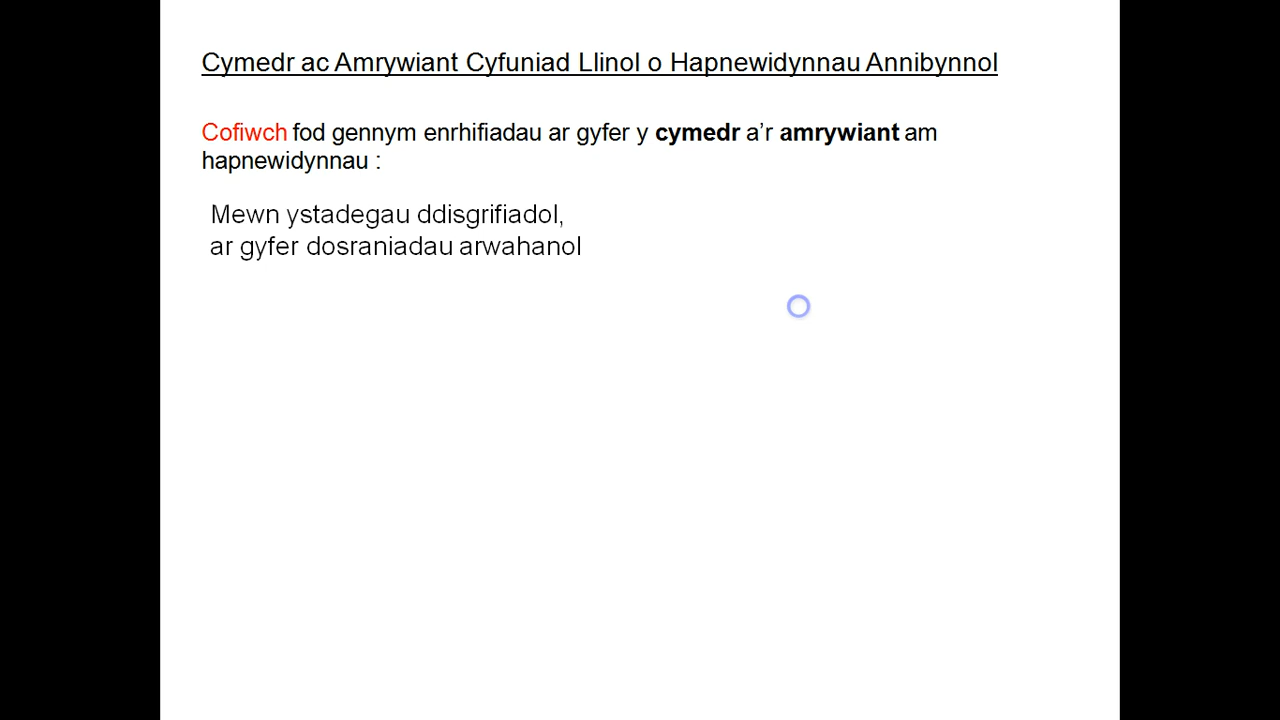 Cymedr ac Amrywiant Cyfuniad Llinol o Hapnewidynnau Annibynnol
Cofiwch fod gennym enrhifiadau ar gyfer y cymedr a’r amrywiant am
hapnewidynnau :
Mewn ystadegau ddisgrifiadol,
ar gyfer dosraniadau arwahanol